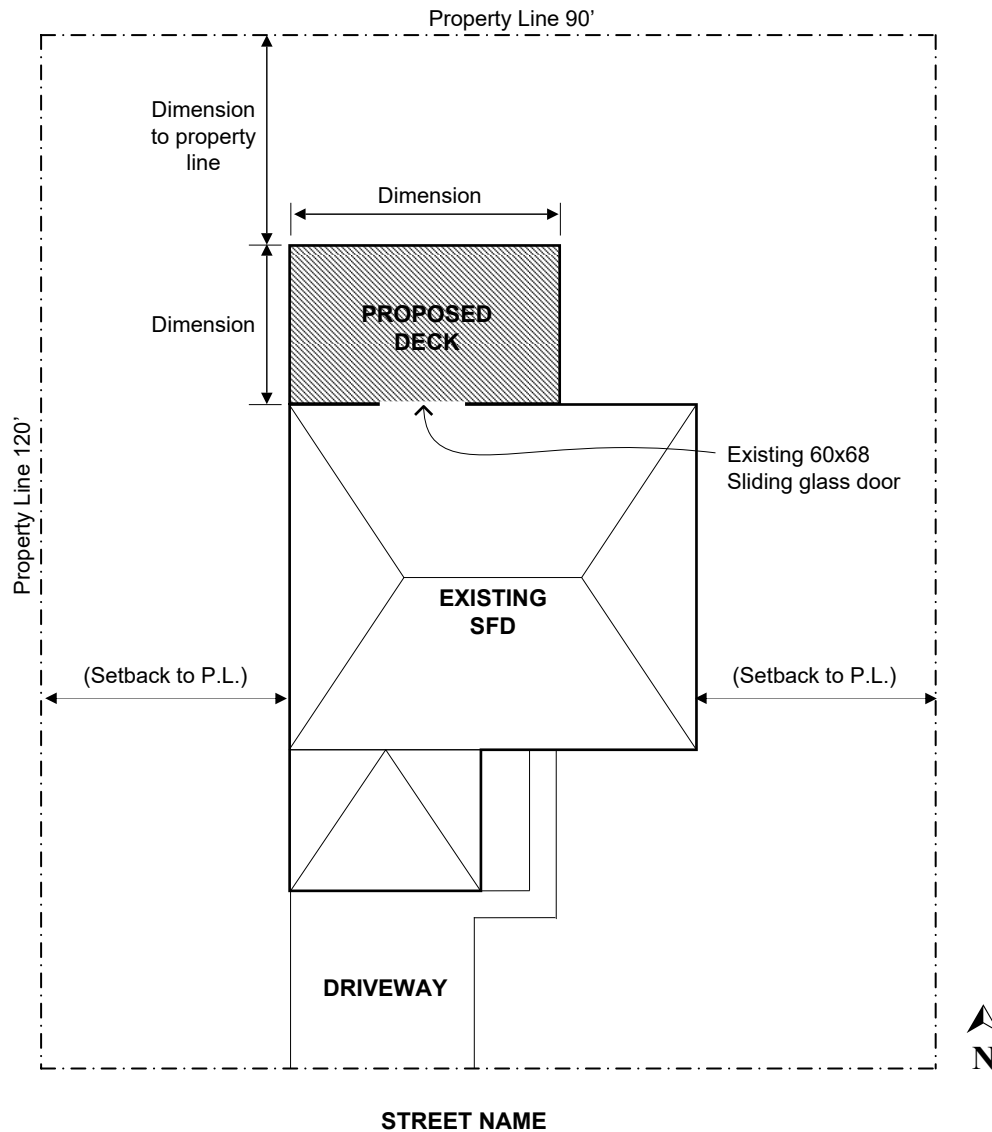 Property Line 90’
Dimension
to property
line
Dimension
Dimension
PROPOSED
DECK
Property Line 120’
Existing 60x68
Sliding glass door
EXISTING
SFD
(Setback to P.L.)
(Setback to P.L.)
DRIVEWAY
N
STREET NAME